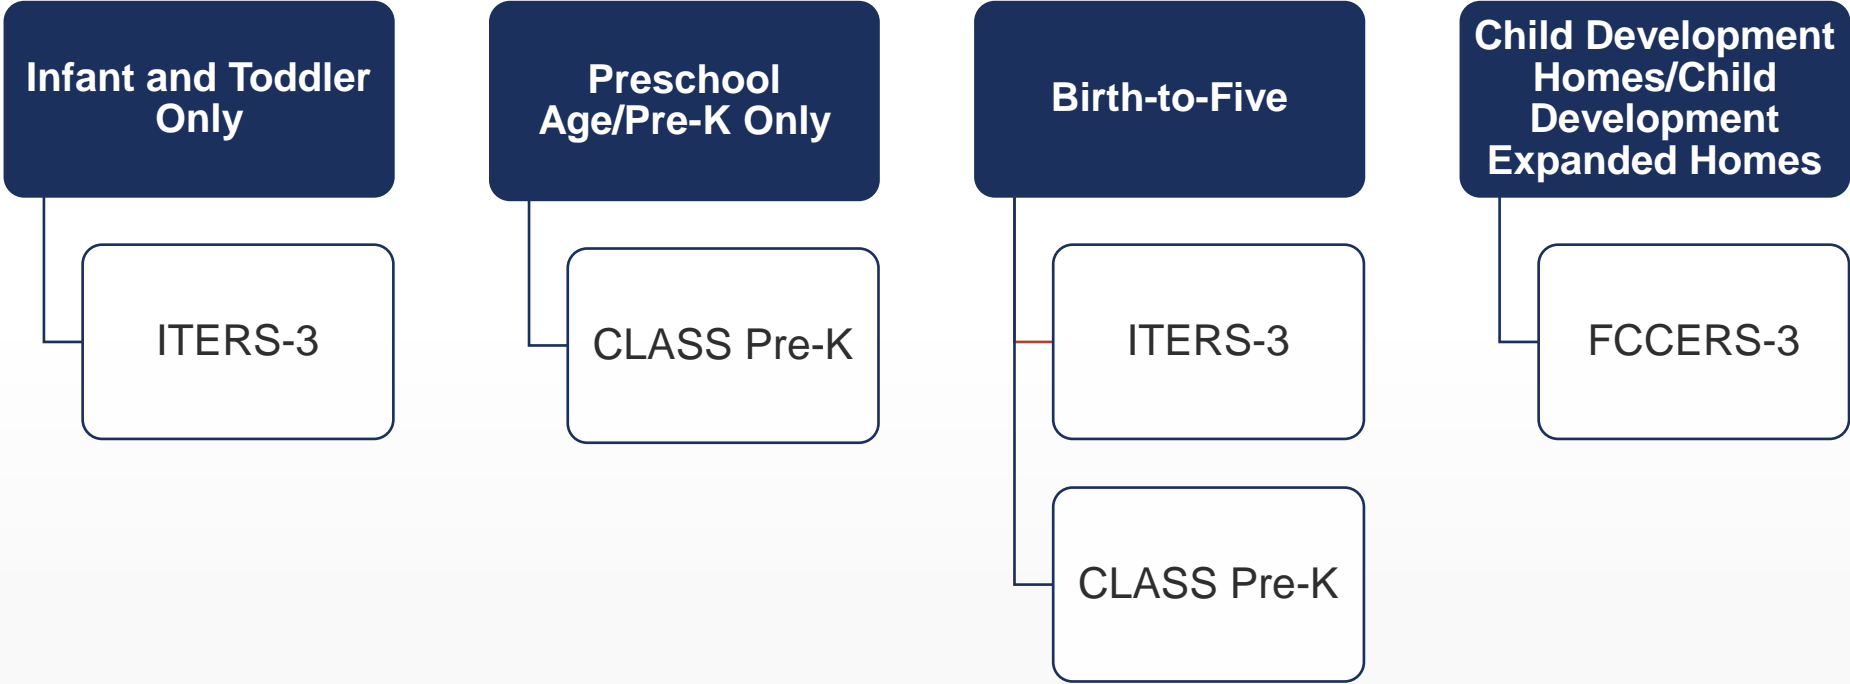 Infant and Toddler
Only
ITERS-3
Preschool
Age/Pre-K Only
CLASS Pre-K
Birth-to-Five
ITERS-3
CLASS Pre-K
Child Development
Homes/Child
Development
Expanded Homes
FCCERS-3